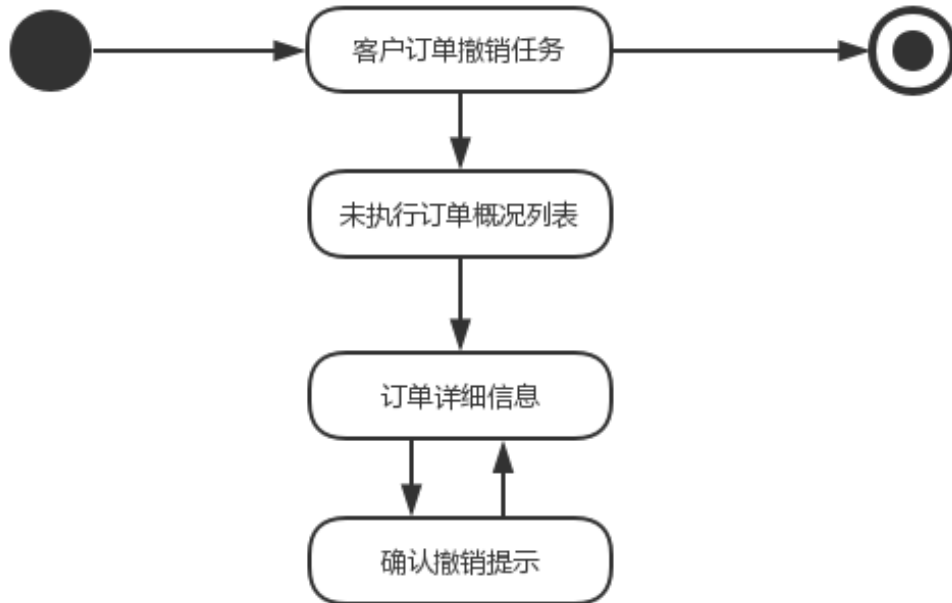 客户订单撤销任务
未执行订单概况列表
订单详细信息
确认撤销提示